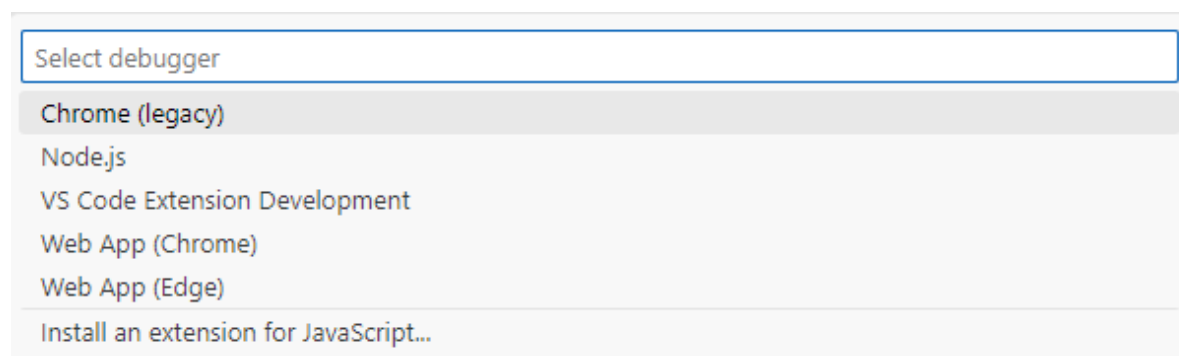 Select debugger
Chrome (legacy)
Node.js
VS Code Extension Development
Web App (Chrome)
Web App (Edge)
Install an extension for JavaScript...